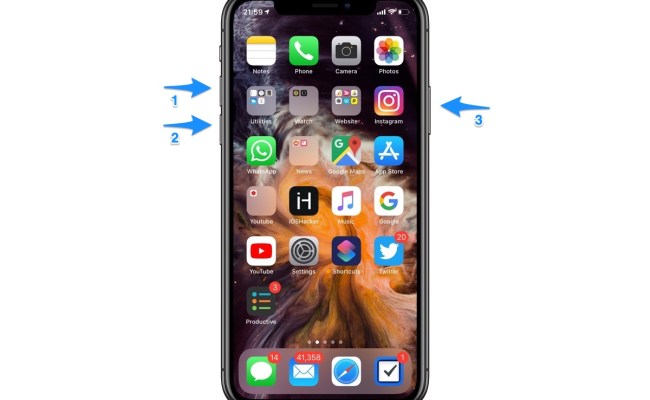 21:59
Notes Phone Camera Photos
1
Utilities Watch Website Instagram
3
2
WhatsApp News Google Maps App Store
Youtube iOSHacker Music Google
20
YouTube Settings Shortcuts Twitter
3
Productive
14 41,358 1